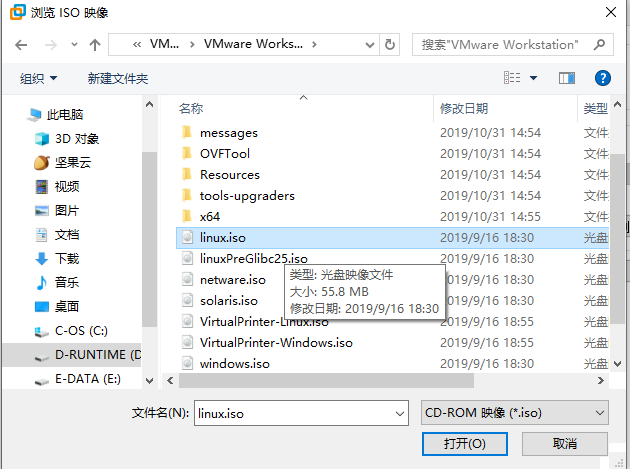 浏览 ISO 映像
« VM... > VMware Works... >
搜索"VMware Workstation"
组织 新建文件夹
名称 修改日期 类型
此电脑
3D 对象
坚果云
视频
图片
文档
下载
音乐
桌面
C-OS (C:)
D-RUNTIME (D
E-DATA (E:)
messages 2019/10/31 14:54 文件
OVFTool 2019/10/31 14:54 文件
Resources 2019/10/31 14:54 文件
tools-upgraders 2019/10/31 14:54 文件
x64 2019/10/31 14:55 文件
linux.iso 2019/9/16 18:30 光盘
linuxPreGlibc25.iso 2019/9/16 18:30 光盘
netware.iso 2019/9/16 18:30 光盘
solaris.iso 2019/9/16 18:30 光盘
VirtualPrinter-Linux.iso 2019/9/16 18:55 光盘
VirtualPrinter-Windows.iso 2019/9/16 18:55 光盘
windows.iso 2019/9/16 18:30 光盘
类型: 光盘映像文件
大小: 55.8 MB
修改日期: 2019/9/16 18:30
文件名(N): linux.iso CD-ROM 映像 (*.iso)
打开(O) 取消